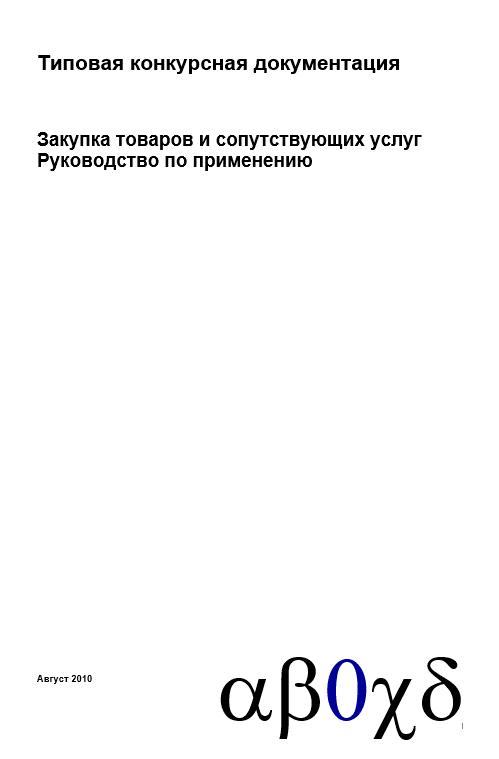 Типовая конкурсная документация
Закупка товаров и сопутствующих услуг
Руководство по применению
Август 2010
αβ0χδ